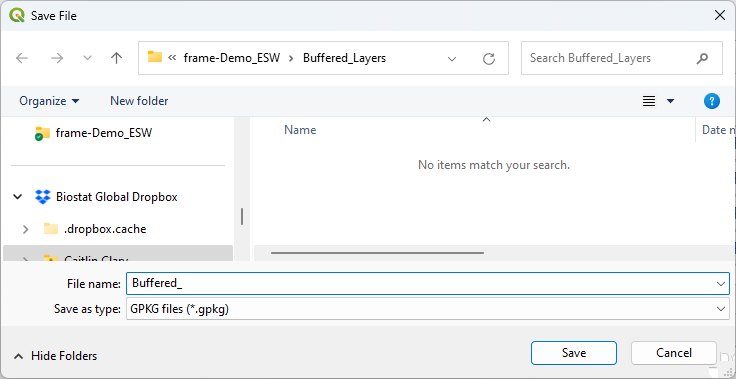 Save File
« frame-Demo_ESW > Buffered_Layers
Search Buffered_Layers
Organize
New folder
?
frame-Demo_ESW
Name
Date
No items match your search.
Biostat Global Dropbox
.dropbox.cache
Caitlin Clary
File name:
Buffered_
Save as type:
GPKG files (*.gpkg)
Hide Folders
Save
Cancel